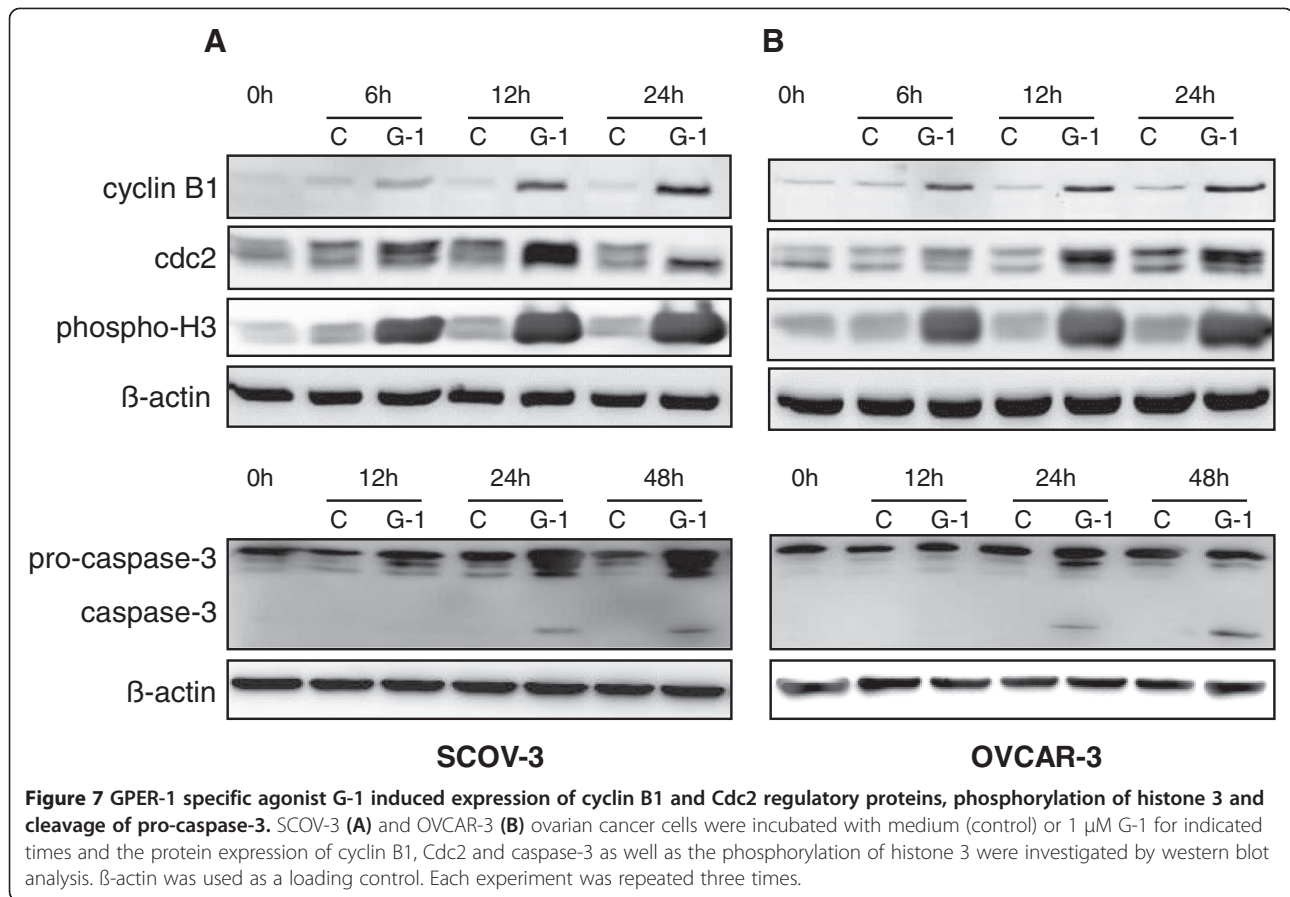 A B
0h 6h 12h 24h 0h 6h 12h 24h
C G-1 C G-1 C G-1 C G-1 C G-1 C G-1
cyclin B1
cdc2
phospho-H3
ß-actin
0h 12h 24h 48h 0h 12h 24h 48h
C G-1 C G-1 C G-1 C G-1 C G-1 C G-1
pro-caspase-3
caspase-3
ß-actin
SCOV-3 OVCAR-3
Figure 7 GPER-1 specific agonist G-1 induced expression of cyclin B1 and Cdc2 regulatory proteins, phosphorylation of histone 3 and
cleavage of pro-caspase-3. SCOV-3 (A) and OVCAR-3 (B) ovarian cancer cells were incubated with medium (control) or 1 μM G-1 for indicated
times and the protein expression of cyclin B1, Cdc2 and caspase-3 as well as the phosphorylation of histone 3 were investigated by western blot
analysis. ß-actin was used as a loading control. Each experiment was repeated three times.